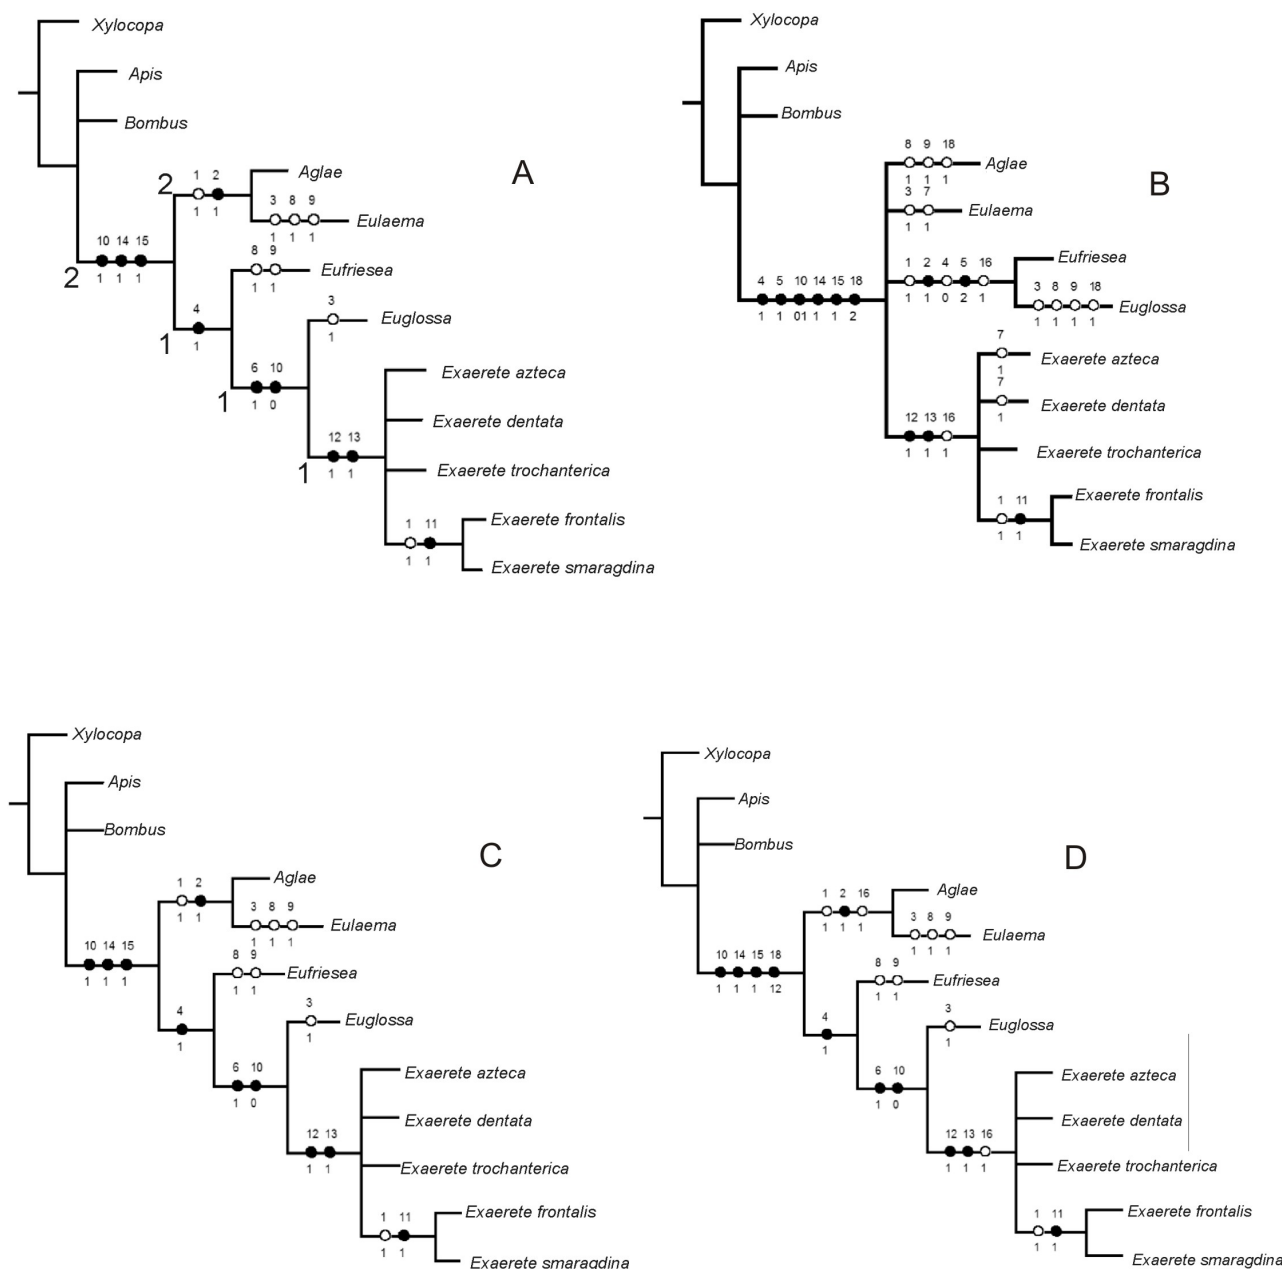 Xylocopa
Apis
Bombus
A
2
1 2
1 1
Aglae
3 8 9
1 1 1
Eulaema
10 14 15
1 1 1
2
8 9
1 1
Eufriesea
4
1
1
3
1
Euglossa
6 10
1 0
1
Exaerete azteca
Exaerete dentata
12 13
1 1
1
Exaerete trochanterica
1 11
1 1
Exaerete frontalis
Exaerete smaragdina
Xylocopa
Apis
Bombus
B
8 9 18
1 1 1
Aglae
3 7
1 1
Eulaema
4 5 10 14 15 18
1 1 01 1 1 2
1 2 4 5 16
1 1 0 2 1
Eufriesea
3 8 9 18
1 1 1 1
Euglossa
7
1
Exaerete azteca
7
1
Exaerete dentata
12 13 16
1 1 1
Exaerete trochanterica
1 11
1 1
Exaerete frontalis
Exaerete smaragdina
Xylocopa
Apis
Bombus
C
1 2
1 1
Aglae
3 8 9
1 1 1
Eulaema
10 14 15
1 1 1
8 9
1 1
Eufriesea
4
1
3
1
Euglossa
6 10
1 0
Exaerete azteca
Exaerete dentata
12 13
1 1
Exaerete trochanterica
1 11
1 1
Exaerete frontalis
Exaerete smaragdina
Xylocopa
Apis
Bombus
D
1 2 16
1 1 1
Aglae
3 8 9
1 1 1
Eulaema
10 14 15 18
1 1 1 12
8 9
1 1
Eufriesea
4
1
3
1
Euglossa
6 10
1 0
Exaerete azteca
Exaerete dentata
12 13 16
1 1 1
Exaerete trochanterica
1 11
1 1
Exaerete frontalis
Exaerete smaragdina